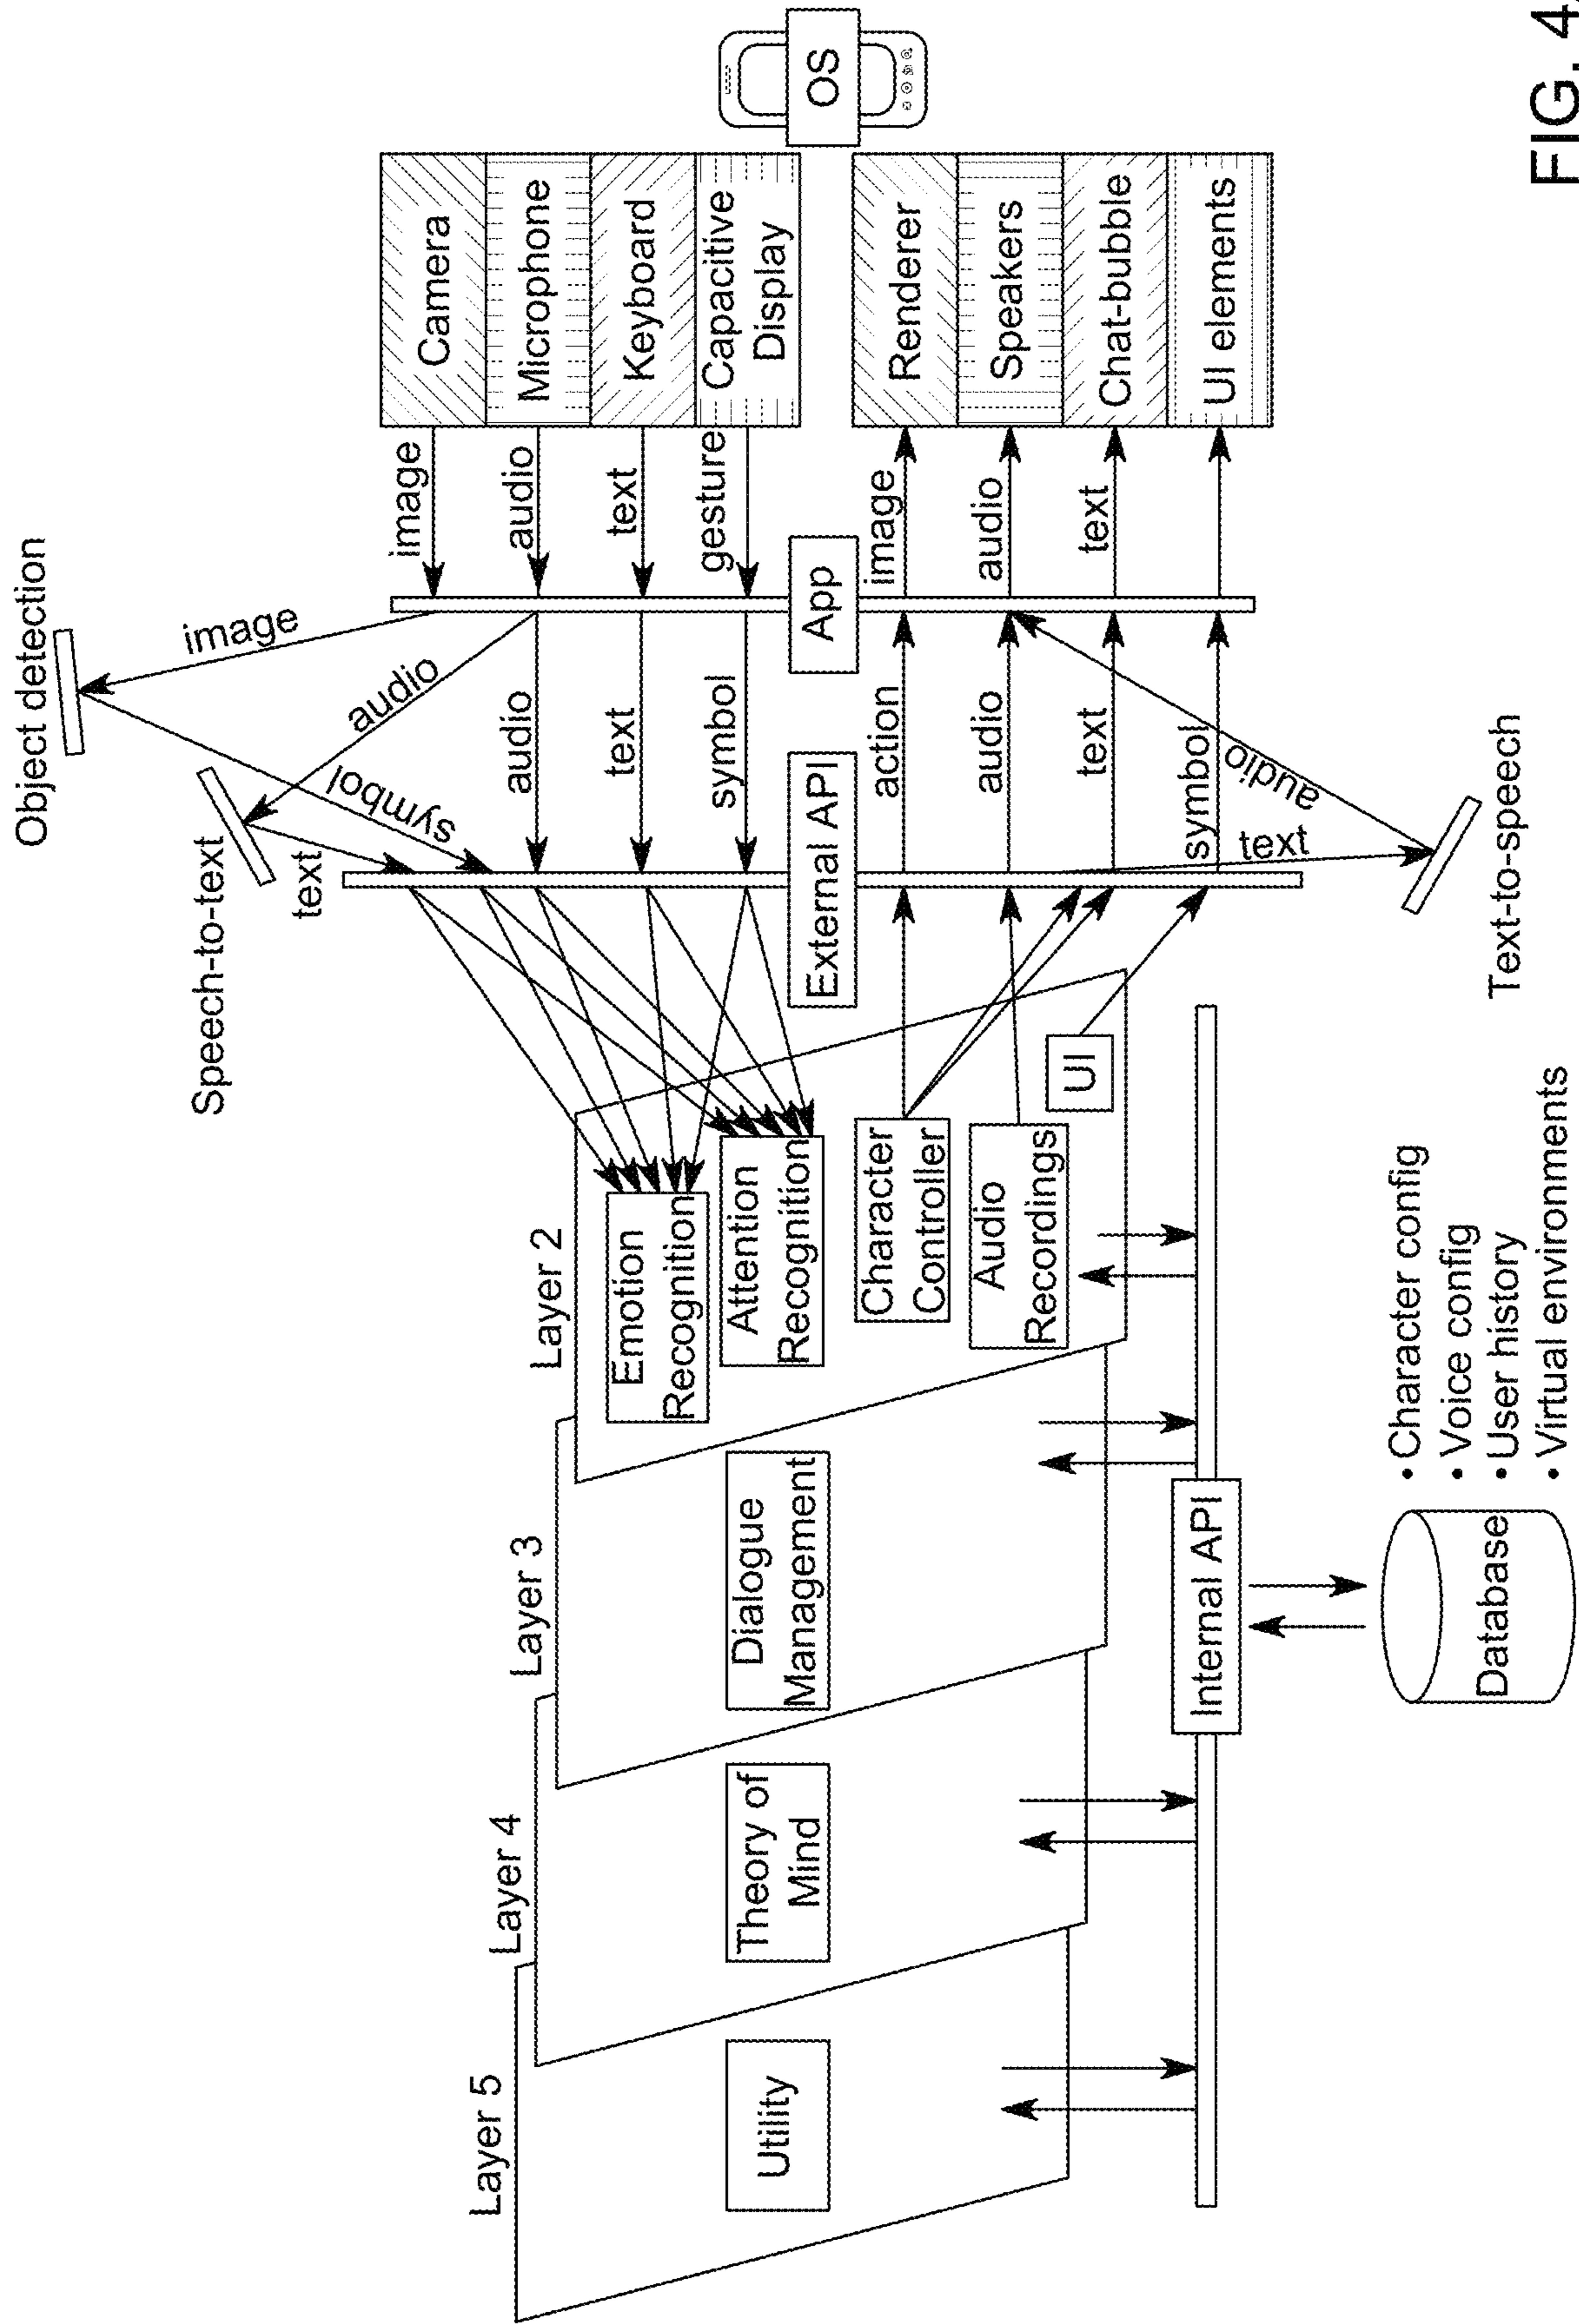 Object detection
Speech-to-text
image
audio
symbol
text
image
audio
text
gesture
Camera
Microphone
Keyboard
Capacitive
Display
OS
audio
text
symbol
App
External API
action
audio
text
symbol
image
audio
text
Renderer
Speakers
Chat-bubble
UI elements
audio
text
Text-to-speech
Layer 5
Utility
Layer 4
Theory of
Mind
Layer 3
Dialogue
Management
Layer 2
Emotion
Recognition
Attention
Recognition
Character
Controller
Audio
Recordings
UI
Internal API
Database
• Character config
• Voice config
• User history
• Virtual environments
FIG. 4